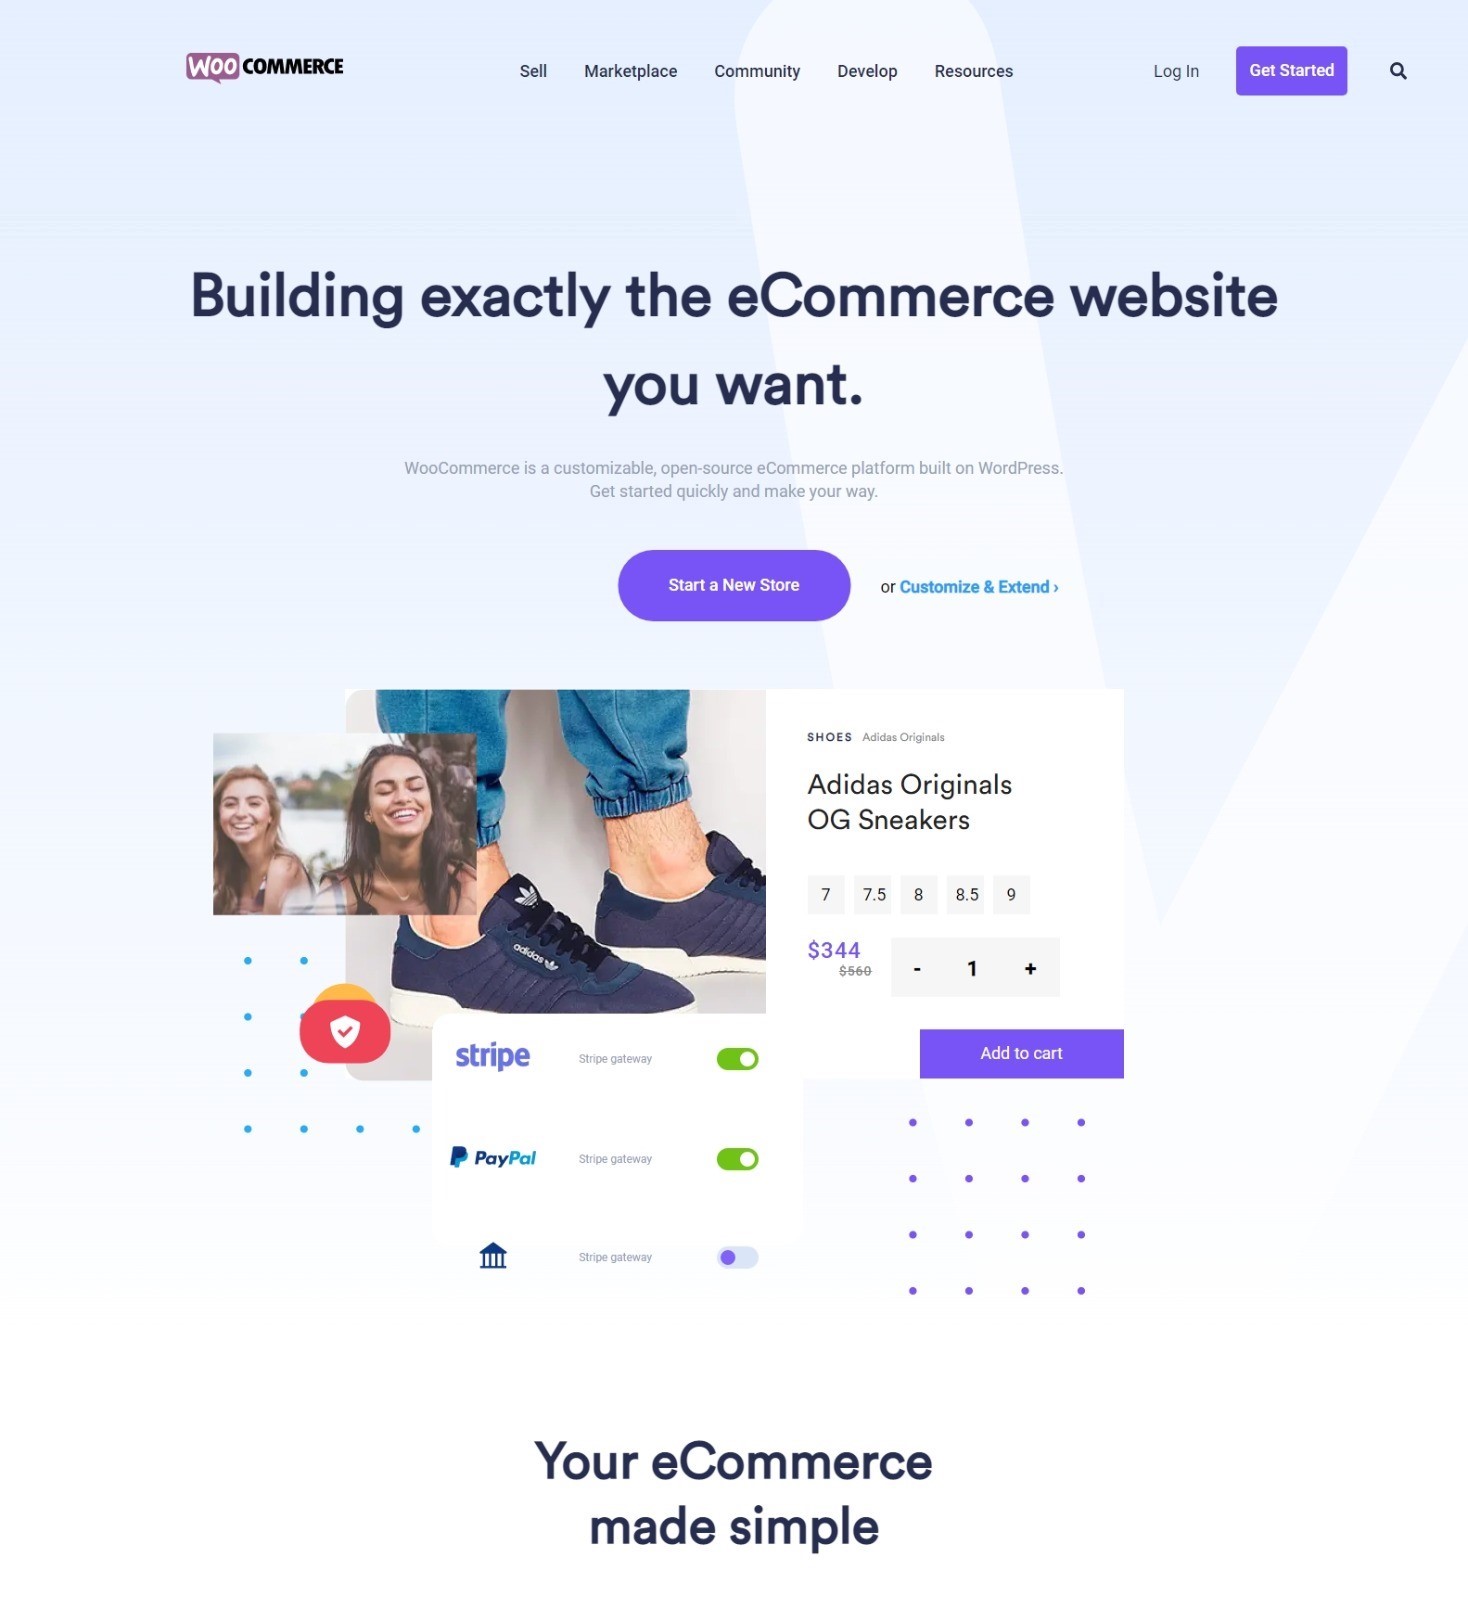 WOO COMMERCE
Sell Marketplace Community Develop Resources
Log In Get Started
Building exactly the eCommerce website
you want.
WooCommerce is a customizable, open-source eCommerce platform built on WordPress.
Get started quickly and make your way.
Start a New Store or Customize & Extend ›
SHOES Adidas Originals
Adidas Originals
OG Sneakers
7 7.5 8 8.5 9
$344
$560
- 1 +
Add to cart
adidas
stripe Stripe gateway
PayPal Stripe gateway
Stripe gateway
Your eCommerce
made simple